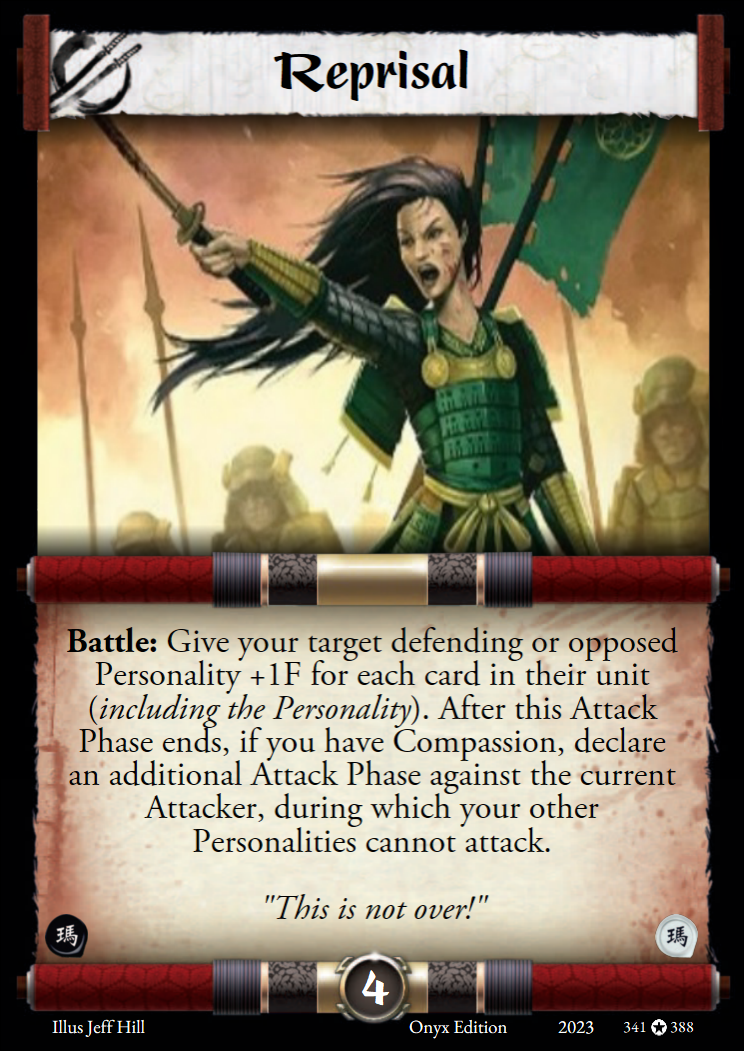 Reprisal
Battle: Give your target defending or opposed
Personality +1F for each card in their unit
(including the Personality). After this Attack
Phase ends, if you have Compassion, declare
an additional Attack Phase against the current
Attacker, during which your other
Personalities cannot attack.
"This is not over!"
瑪
瑪
4
Illus Jeff Hill Onyx Edition 2023 341 ✪ 388